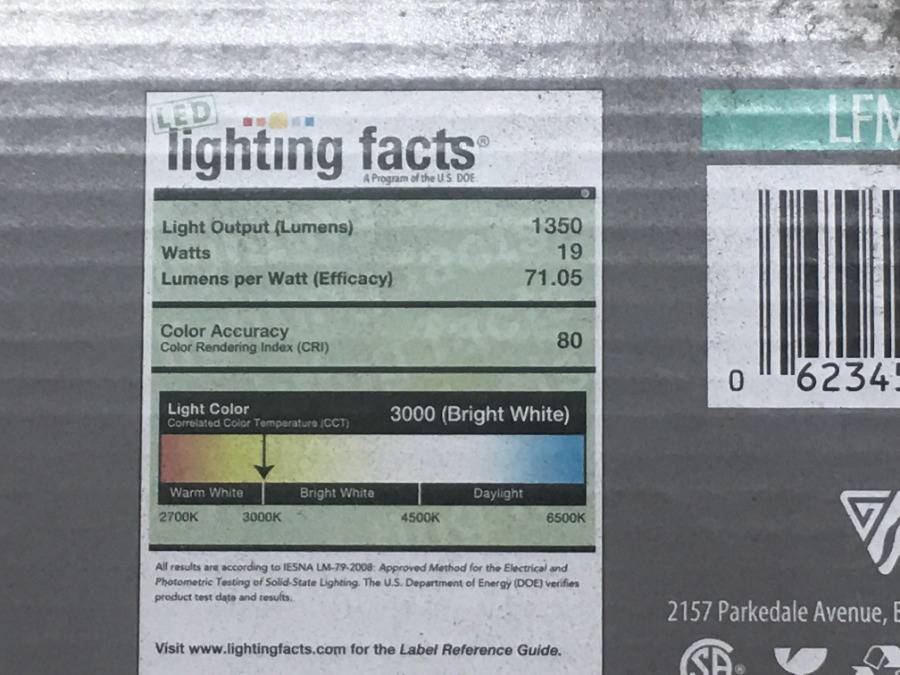 LED
lighting facts®
A Program of the U.S. DOE
Light Output (Lumens) 1350
Watts 19
Lumens per Watt (Efficacy) 71.05
Color Accuracy
Color Rendering Index (CRI) 80
Light Color
Correlated Color Temperature (CCT) 3000 (Bright White)
Warm White Bright White Daylight
2700K 3000K 4500K 6500K
All results are according to IESNA LM-79-2008: Approved Method for the Electrical and
Photometric Testing of Solid-State Lighting. The U.S. Department of Energy (DOE) verifies
product test data and results.
Visit www.lightingfacts.com for the Label Reference Guide.
LFM
0 62345
2157 Parkedale Avenue,
SA®